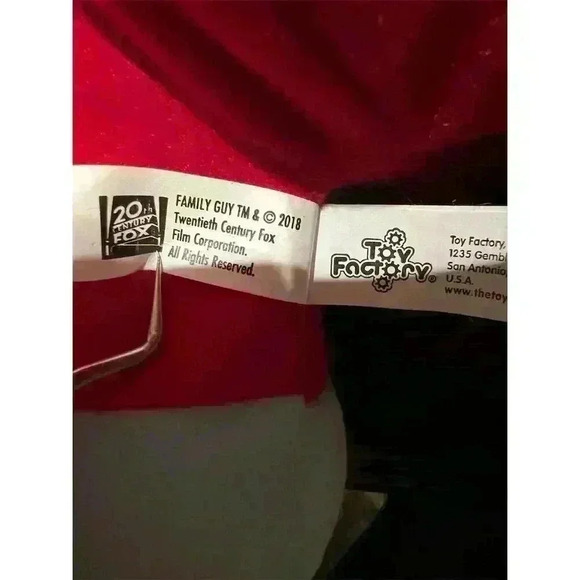 20th
CENTURY
FOX
FAMILY GUY TM & © 2018
Twentieth Century Fox
Film Corporation.
All Rights Reserved.
Toy
Factory®
Toy Factory,
1235 Gemb
San Antonio,
U.S.A.
www.thetoy